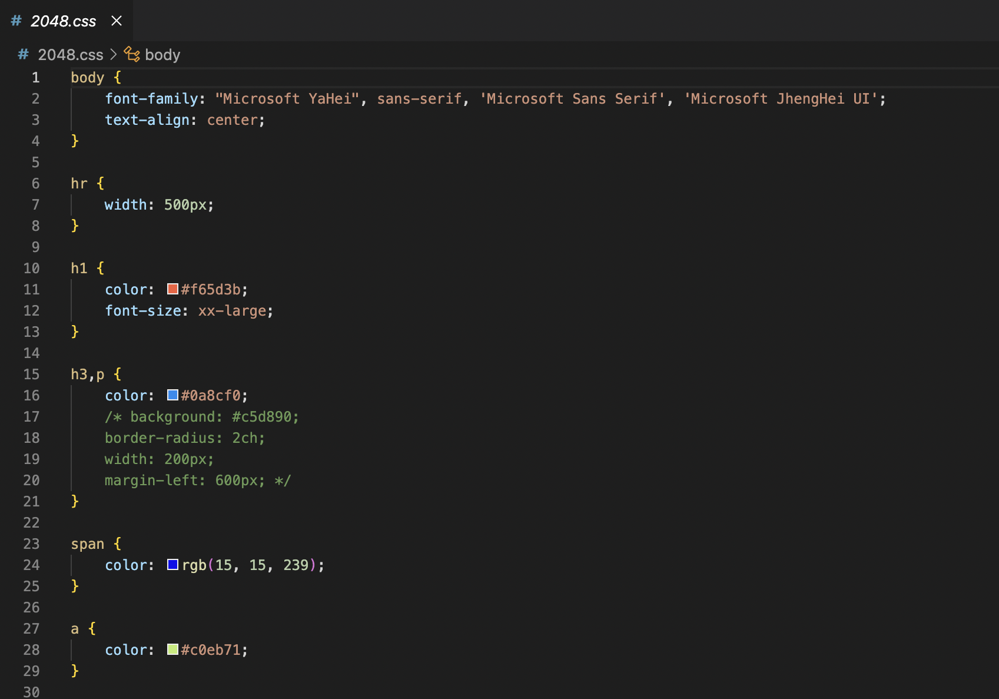 # 2048.css ×
# 2048.css > body
1 body {
2 font-family: "Microsoft YaHei", sans-serif, 'Microsoft Sans Serif', 'Microsoft JhengHei UI';
3 text-align: center;
4 }
5
6 hr {
7 width: 500px;
8 }
9
10 h1 {
11 color: #f65d3b;
12 font-size: xx-large;
13 }
14
15 h3,p {
16 color: #0a8cf0;
17 /* background: #c5d890;
18 border-radius: 2ch;
19 width: 200px;
20 margin-left: 600px; */
21 }
22
23 span {
24 color: rgb(15, 15, 239);
25 }
26
27 a {
28 color: #c0eb71;
29 }
30